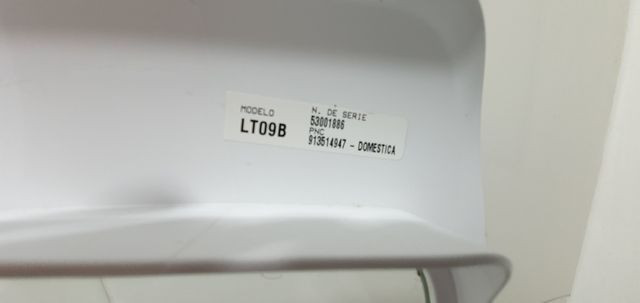 MODELO
LT09B
N. DE SERIE
53001886
PNC
913514947 - DOMESTICA